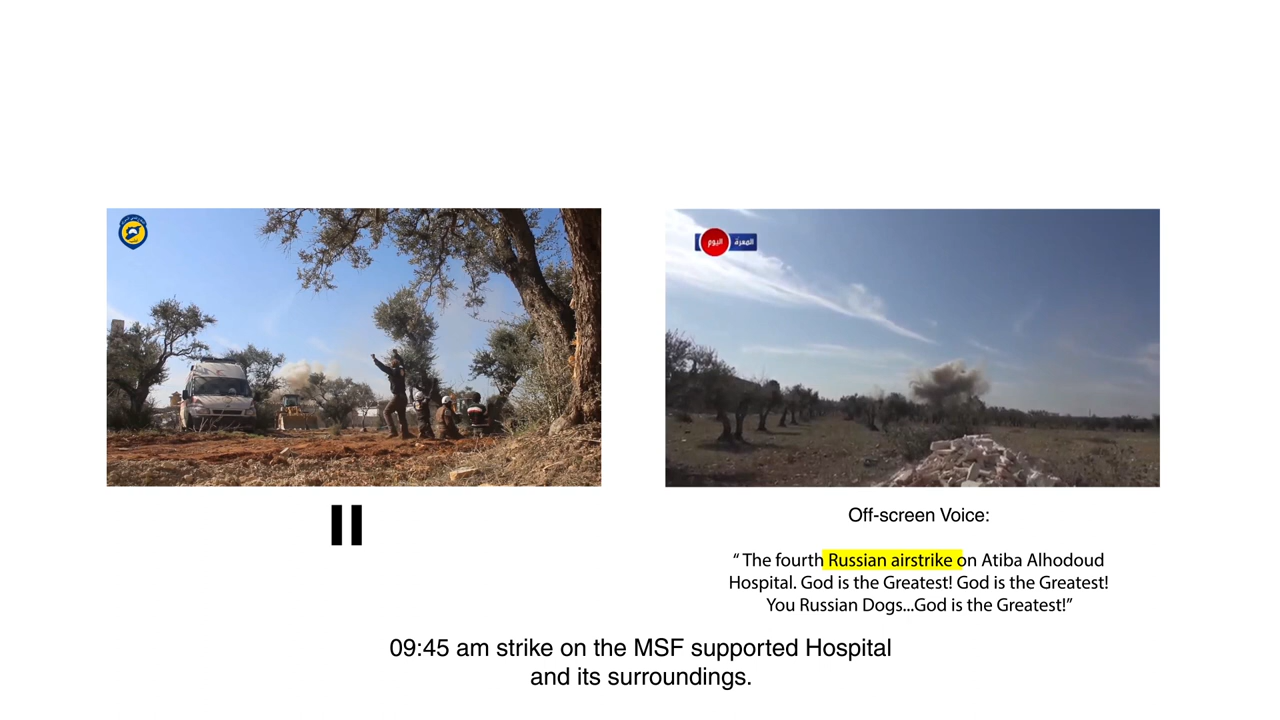 المعرة اليوم
Off-screen Voice:
“ The fourth Russian airstrike on Atiba Alhodoud
Hospital. God is the Greatest! God is the Greatest!
You Russian Dogs...God is the Greatest!”
09:45 am strike on the MSF supported Hospital
and its surroundings.